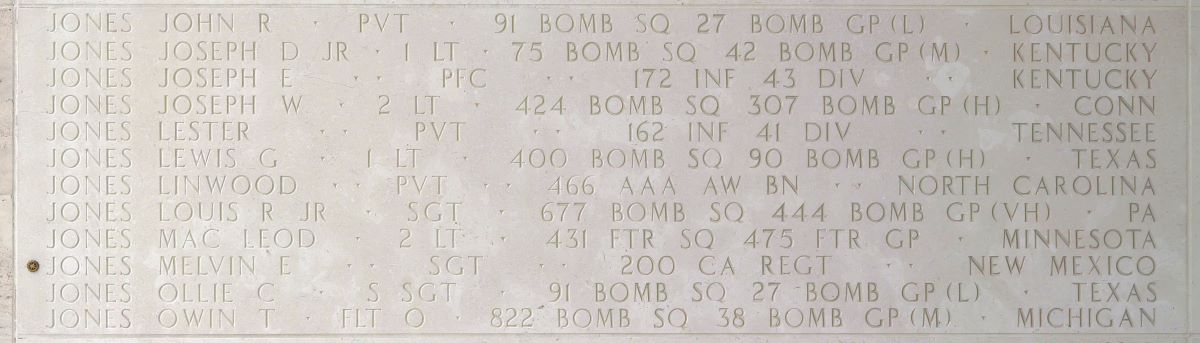 JONES JOHN R · PVT · 91 BOMB SQ 27 BOMB GP (L) · LOUISIANA
JONES JOSEPH D JR · 1 LT · 75 BOMB SQ 42 BOMB GP (M) · KENTUCKY
JONES JOSEPH E · · PFC · · 172 INF 43 DIV · · KENTUCKY
JONES JOSEPH W · 2 LT · 424 BOMB SQ 307 BOMB GP (H) · CONN
JONES LESTER · · PVT · · 162 INF 41 DIV · · TENNESSEE
JONES LEWIS G · 1 LT · 400 BOMB SQ 90 BOMB GP (H) · TEXAS
JONES LINWOOD · · PVT · · 466 AAA AW BN · · NORTH CAROLINA
JONES LOUIS R JR · SGT · 677 BOMB SQ 444 BOMB GP (VH) · PA
JONES MAC LEOD · 2 LT · 431 FTR SQ 475 FTR GP · MINNESOTA
JONES MELVIN E · · SGT · · 200 CA REGT · · NEW MEXICO
JONES OLLIE C · S SGT · 91 BOMB SQ 27 BOMB GP (L) · TEXAS
JONES OWIN T · FLT O · 822 BOMB SQ 38 BOMB GP (M) · MICHIGAN